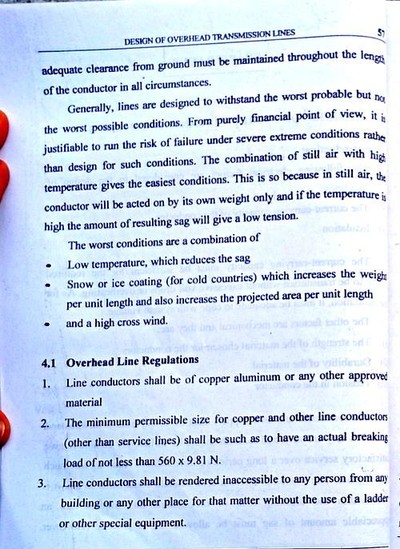 DESIGN OF OVERHEAD TRANSMISSION LINES 57
adequate clearance from ground must be maintained throughout the length
of the conductor in all circumstances.
Generally, lines are designed to withstand the worst probable but not
the worst possible conditions. From purely financial point of view, it is
justifiable to run the risk of failure under severe extreme conditions rather
than design for such conditions. The combination of still air with high
temperature gives the easiest conditions. This is so because in still air, the
conductor will be acted on by its own weight only and if the temperature is
high the amount of resulting sag will give a low tension.
The worst conditions are a combination of
• Low temperature, which reduces the sag
• Snow or ice coating (for cold countries) which increases the weight
per unit length and also increases the projected area per unit length
• and a high cross wind.
4.1 Overhead Line Regulations
1. Line conductors shall be of copper aluminum or any other approved
material
2. The minimum permissible size for copper and other line conductors
(other than service lines) shall be such as to have an actual breaking
load of not less than 560 x 9.81 N.
3. Line conductors shall be rendered inaccessible to any person from any
building or any other place for that matter without the use of a ladder
or other special equipment.